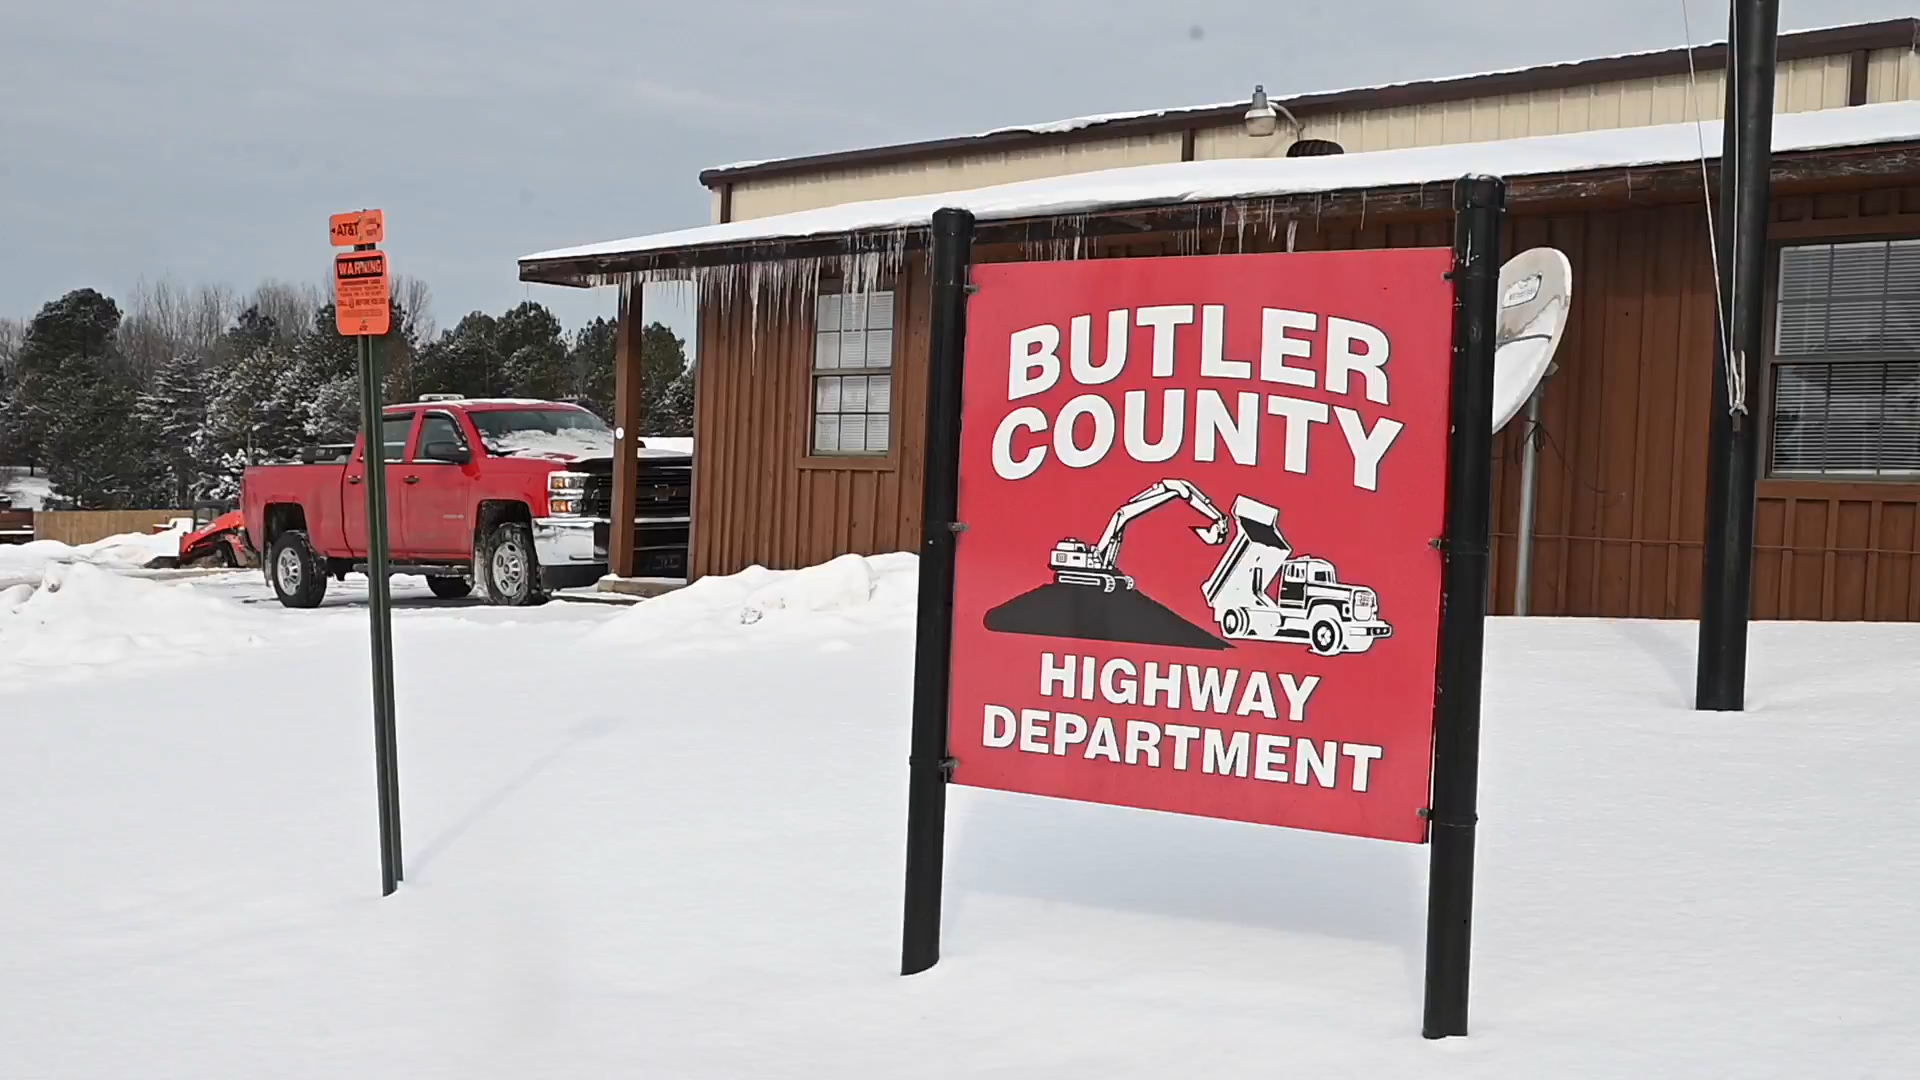 AT&T
WARNING
BUTLER
COUNTY
HIGHWAY
DEPARTMENT